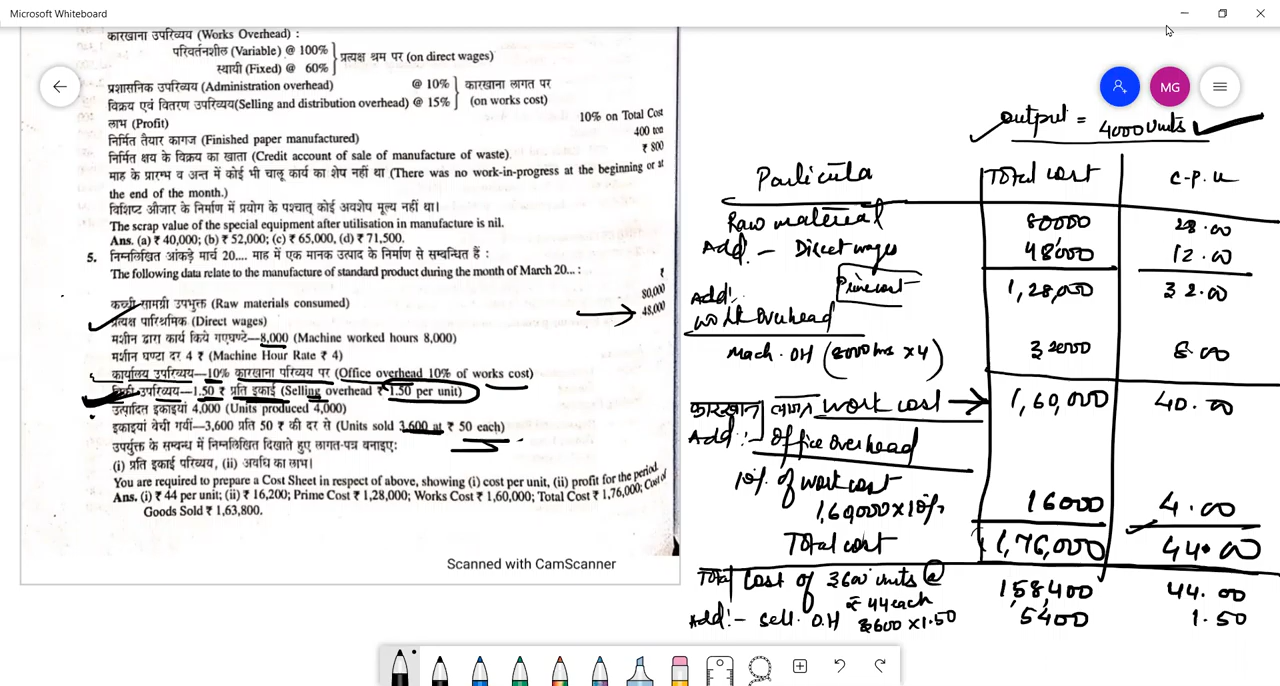 Microsoft Whiteboard
कारखाना उपरिव्यय (Works Overhead) :
परिवर्तनशील (Variable) @ 100%
स्थायी (Fixed) @ 60%
प्रत्यक्ष श्रम पर (on direct wages)
प्रशासनिक उपरिव्यय (Administration overhead) @ 10%
विक्रय एवं वितरण उपरिव्यय(Selling and distribution overhead) @ 15%
कारखाना लागत पर
(on works cost)
लाभ (Profit) 10% on Total Cost
निर्मित तैयार कागज (Finished paper manufactured) 400 ton
निर्मित क्षय के विक्रय का खाता (Credit account of sale of manufacture of waste). ₹ 800
माह के प्रारम्भ व अन्त में कोई भी चालू कार्य का शेष नहीं था (There was no work-in-progress at the beginning or at
the end of the month.)
विशिष्ट औजार के निर्माण में प्रयोग के पश्चात् कोई अवशेष मूल्य नहीं था।
The scrap value of the special equipment after utilisation in manufacture is nil.
Ans. (a) ₹ 40,000; (b) ₹ 52,000; (c) ₹ 65,000, (d) ₹ 71,500.
5. निम्नलिखित आंकड़े मार्च 20.... माह में एक मानक उत्पाद के निर्माण से सम्बन्धित हैं :
The following data relate to the manufacture of standard product during the month of March 20... :
₹
कच्ची सामग्री उपभुक्त (Raw materials consumed) 80,000
प्रत्यक्ष पारिश्रमिक (Direct wages) 48,000
मशीन द्वारा कार्य किये गए घण्टे—8,000 (Machine worked hours 8,000)
मशीन घण्टा दर 4 ₹ (Machine Hour Rate ₹ 4)
कार्यालय उपरिव्यय—10% कारखाना परिव्यय पर (Office overhead 10% of works cost)
बिक्री उपरिव्यय—1.50 ₹ प्रति इकाई (Selling overhead ₹ 1.50 per unit)
उत्पादित इकाइयां 4,000 (Units produced 4,000)
इकाइयां बेची गयीं—3,600 प्रति 50 ₹ की दर से (Units sold 3,600 at ₹ 50 each)
उपर्युक्त के सम्बन्ध में निम्नलिखित दिखाते हुए लागत-पत्र बनाइए:
(i) प्रति इकाई परिव्यय, (ii) अवधि का लाभ।
You are required to prepare a Cost Sheet in respect of above, showing (i) cost per unit, (ii) profit for the period.
Ans. (i) ₹ 44 per unit; (ii) ₹ 16,200; Prime Cost ₹ 1,28,000; Works Cost ₹ 1,60,000; Total Cost ₹ 1,76,000; Cost of
Goods Sold ₹ 1,63,800.
Scanned with CamScanner
MG
output = 4000 units
Particula Total cost C.P.U
Raw material 80000 28.00
Add:- Direct wages 48000 12.00
Prime cost 1,28,000 32.00
Add:
Work Overhead
Mach. OH (8000 hrs x4) 32000 8.00
कारखाना लागत work cost 1,60,000 40.00
Add:- Office overhead
10% of work cost
1,60,000 x 10% 16000 4.00
Total cost 1,76,000 44.00
Total Cost of 3600 units @
₹ 44 each 158,400 44.00
Add:- Sell. O.H 3600 x1.50 5400 1.50